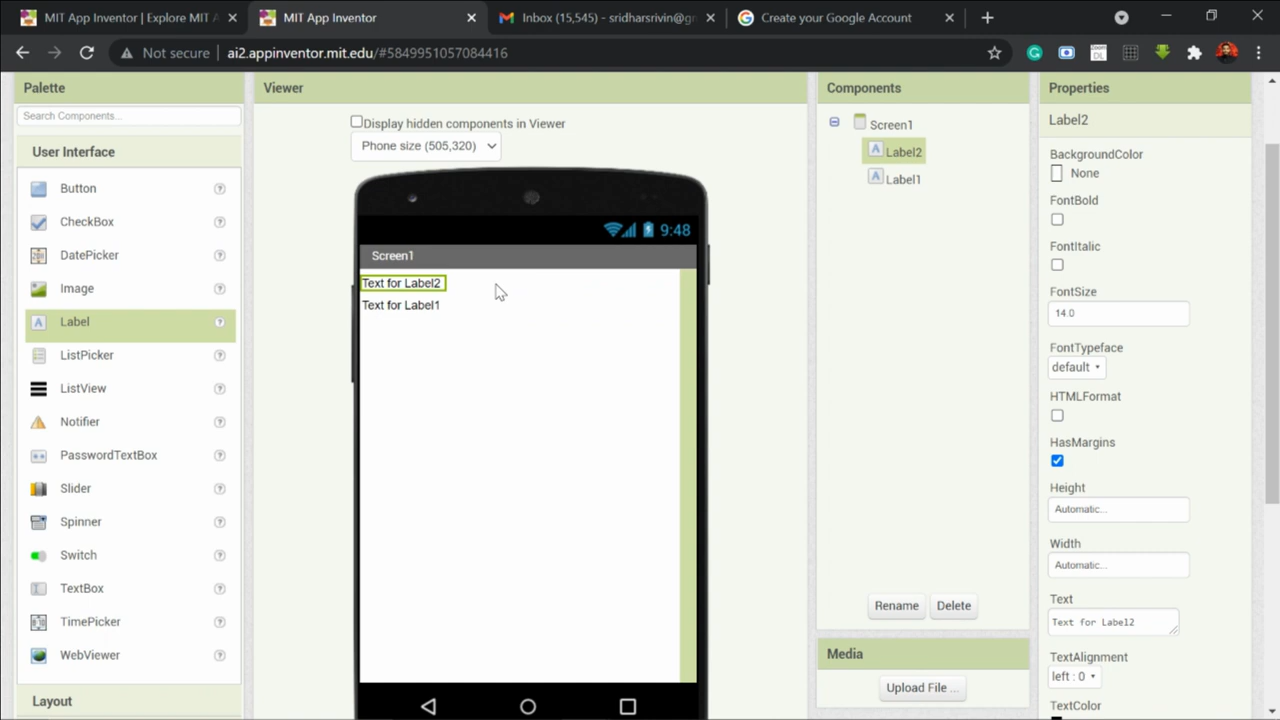 MIT App Inventor | Explore MIT A
MIT App Inventor
Inbox (15,545) - sridharsrivin@gr
Create your Google Account
Not secure
ai2.appinventor.mit.edu/#5849951057084416
Palette
Search Components...
User Interface
Button
CheckBox
DatePicker
Image
Label
ListPicker
ListView
Notifier
PasswordTextBox
Slider
Spinner
Switch
TextBox
TimePicker
WebViewer
Layout
Viewer
Display hidden components in Viewer
Phone size (505,320)
9:48
Screen1
Text for Label2
Text for Label1
Components
Screen1
Label2
Label1
Rename
Delete
Media
Upload File ...
Properties
Label2
BackgroundColor
None
FontBold
FontItalic
FontSize
14.0
FontTypeface
default
HTMLFormat
HasMargins
Height
Automatic...
Width
Automatic...
Text
Text for Label2
TextAlignment
left : 0
TextColor